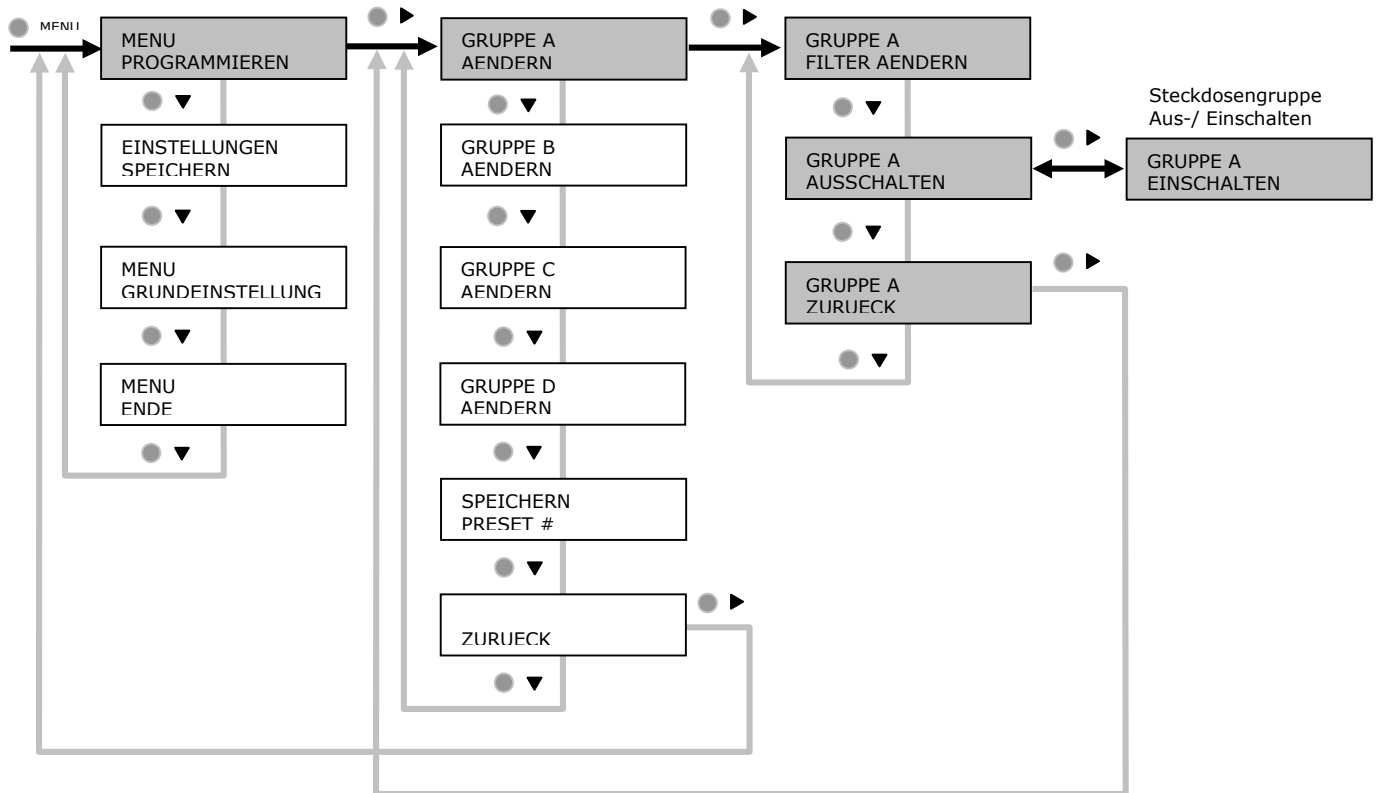 MENU
MENU
PROGRAMMIEREN
EINSTELLUNGEN
SPEICHERN
MENU
GRUNDEINSTELLUNG
MENU
ENDE
GRUPPE A
AENDERN
GRUPPE B
AENDERN
GRUPPE C
AENDERN
GRUPPE D
AENDERN
SPEICHERN
PRESET #
ZURUECK
GRUPPE A
FILTER AENDERN
GRUPPE A
AUSSCHALTEN
GRUPPE A
ZURUECK
Steckdosengruppe
Aus-/ Einschalten
GRUPPE A
EINSCHALTEN